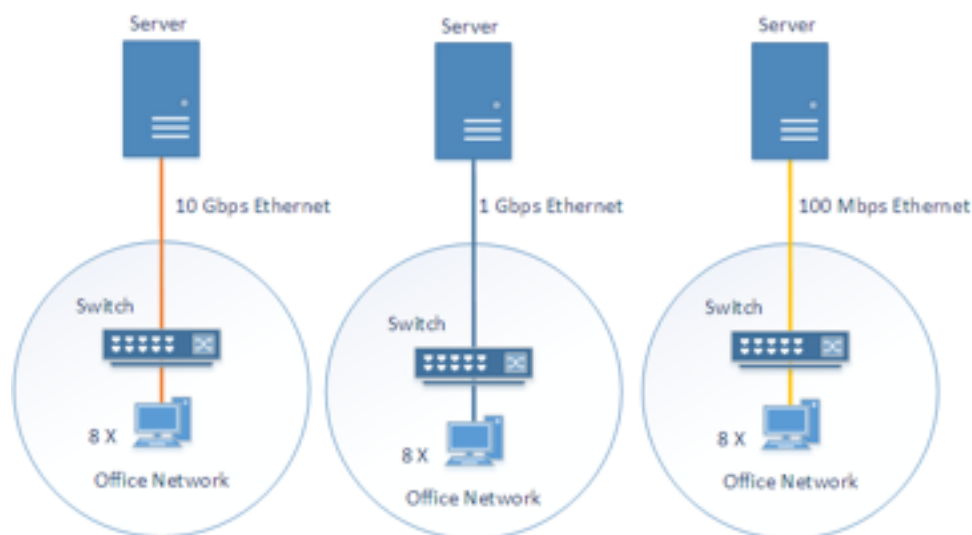 Server
Server
Server
10 Gbps Ethernet
1 Gbps Ethernet
100 Mbps Ethernet
Switch
Switch
Switch
8 X
8 X
8 X
Office Network
Office Network
Office Network